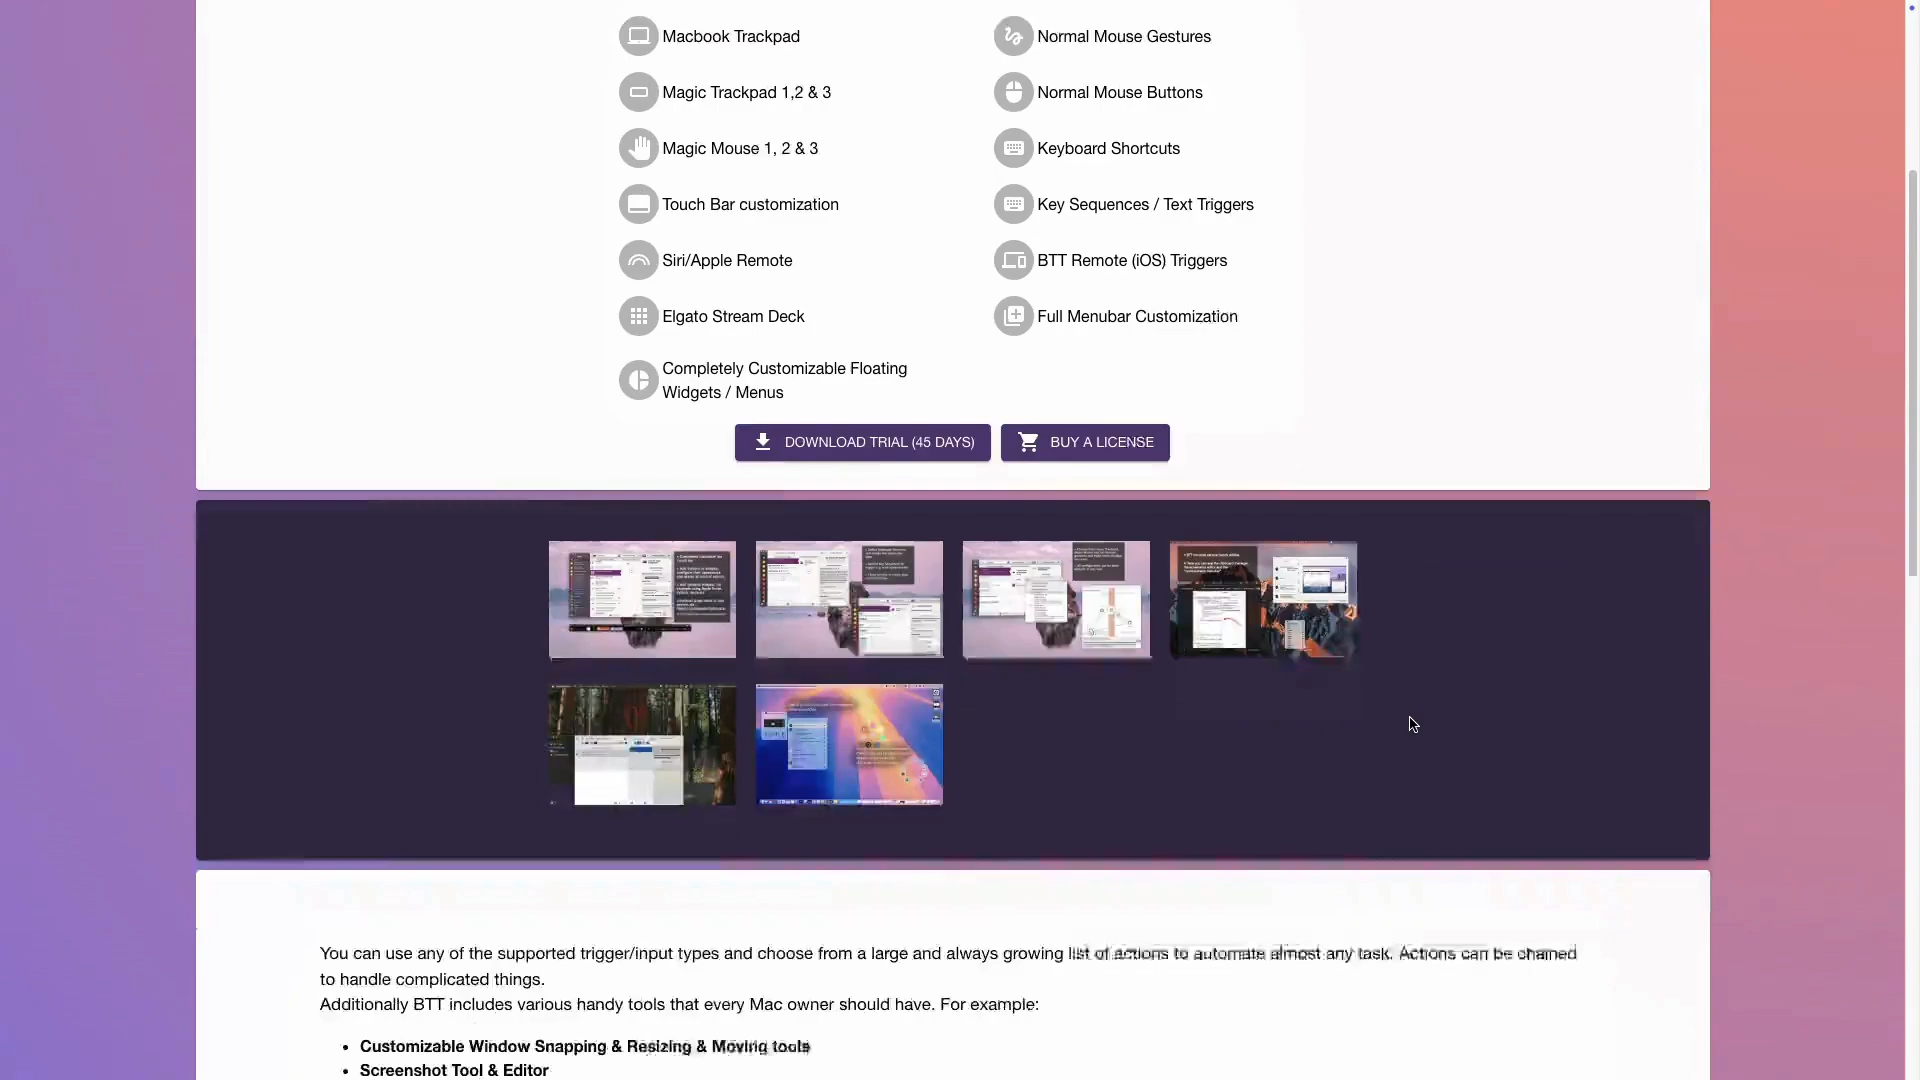 Macbook Trackpad
Normal Mouse Gestures
Magic Trackpad 1,2 & 3
Normal Mouse Buttons
Magic Mouse 1, 2 & 3
Keyboard Shortcuts
Touch Bar customization
Key Sequences / Text Triggers
Siri/Apple Remote
BTT Remote (iOS) Triggers
Elgato Stream Deck
Full Menubar Customization
Completely Customizable Floating
Widgets / Menus
DOWNLOAD TRIAL (45 DAYS)
BUY A LICENSE
You can use any of the supported trigger/input types and choose from a large and always growing list of actions to automate almost any task. Actions can be chained
to handle complicated things.
Additionally BTT includes various handy tools that every Mac owner should have. For example:
• Customizable Window Snapping & Resizing & Moving tools
• Screenshot Tool & Editor